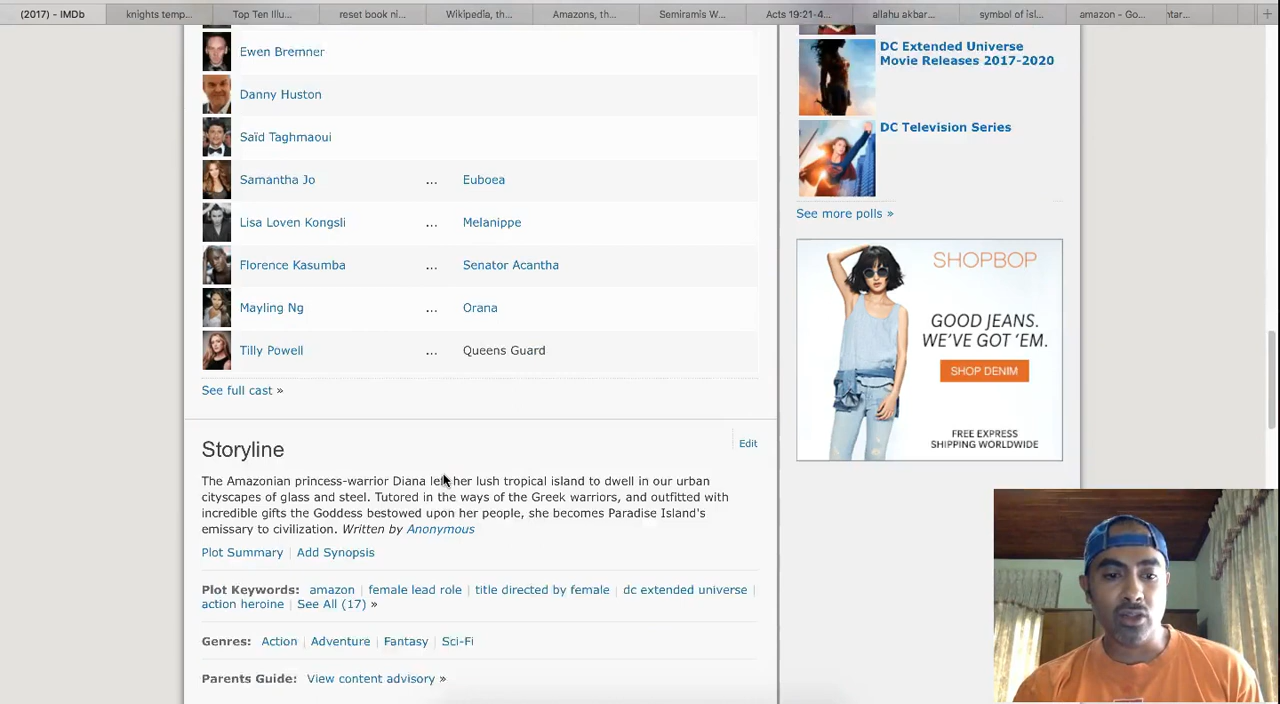 (2017) - IMDb
knights temp...
Top Ten Illu...
reset book ni...
Wikipedia, th...
Amazons, th...
Semiramis W...
Acts 19:21-4...
allahu akbar...
symbol of isl...
amazon - Go...
ntar...
Ewen Bremner
Danny Huston
Saïd Taghmaoui
Samantha Jo ... Euboea
Lisa Loven Kongsli ... Melanippe
Florence Kasumba ... Senator Acantha
Mayling Ng ... Orana
Tilly Powell ... Queens Guard
See full cast »
Storyline
Edit
The Amazonian princess-warrior Diana her lush tropical island to dwell in our urban
cityscapes of glass and steel. Tutored in the ways of the Greek warriors, and outfitted with
incredible gifts the Goddess bestowed upon her people, she becomes Paradise Island's
emissary to civilization. Written by Anonymous
Plot Summary | Add Synopsis
Plot Keywords: amazon | female lead role | title directed by female | dc extended universe |
action heroine | See All (17) »
Genres: Action | Adventure | Fantasy | Sci-Fi
Parents Guide: View content advisory »
DC Extended Universe
Movie Releases 2017-2020
DC Television Series
See more polls »
SHOPBOP
GOOD JEANS.
WE'VE GOT 'EM.
SHOP DENIM
FREE EXPRESS
SHIPPING WORLDWIDE